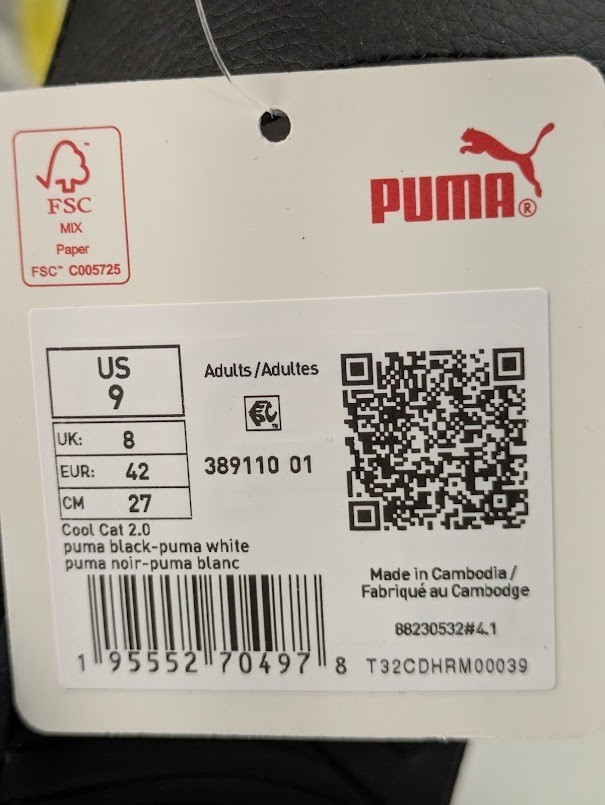 PUMA®
FSC
MIX
Paper
FSC™ C005725
US
9
UK: 8
EUR: 42
CM 27
Adults/Adultes
389110 01
Cool Cat 2.0
puma black-puma white
puma noir-puma blanc
1 95552 70497 8
Made in Cambodia/
Fabriqué au Cambodge
88230532#4.1
T32CDHRM00039